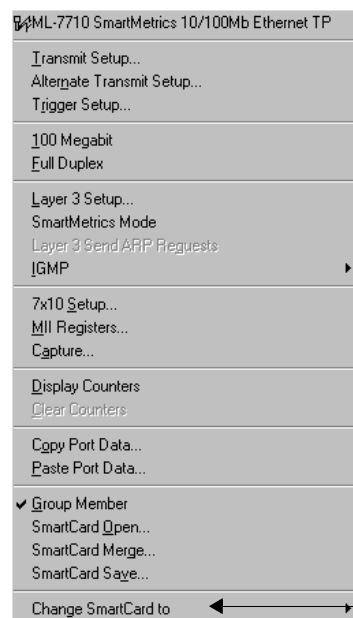 ML-7710 SmartMetrics 10/100Mb Ethernet TP
Transmit Setup...
Alternate Transmit Setup...
Trigger Setup...
100 Megabit
Full Duplex
Layer 3 Setup...
SmartMetrics Mode
Layer 3 Send ARP Reguests
IGMP
7x10 Setup...
MII Registers...
Capture...
Display Counters
Clear Counters
Copy Port Data...
Paste Port Data...
Group Member
SmartCard Open...
SmartCard Merge...
SmartCard Save...
Change SmartCard to